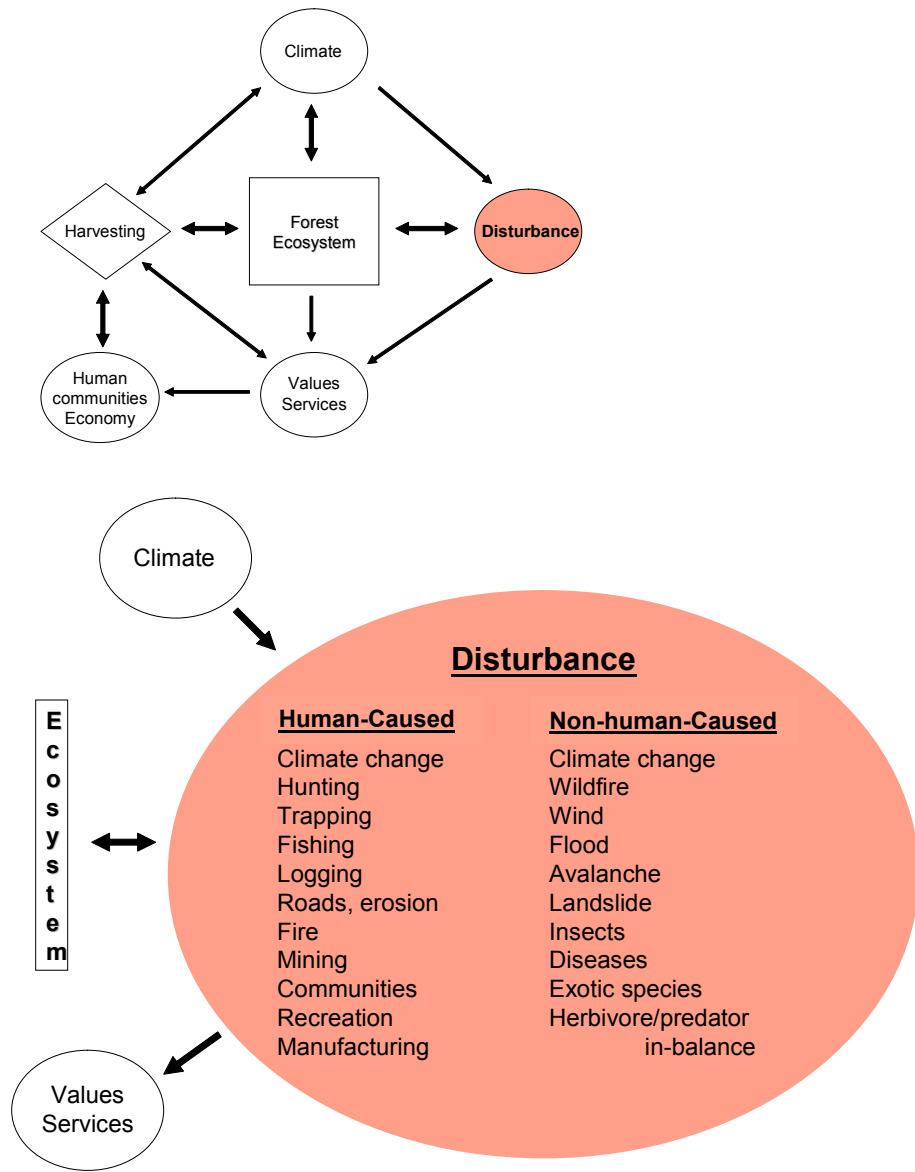 Climate
Harvesting
Forest
Ecosystem
Disturbance
Human
communities
Economy
Values
Services
Climate
Disturbance
Ecosystem
Human-Caused
Climate change
Hunting
Trapping
Fishing
Logging
Roads, erosion
Fire
Mining
Communities
Recreation
Manufacturing
Non-human-Caused
Climate change
Wildfire
Wind
Flood
Avalanche
Landslide
Insects
Diseases
Exotic species
Herbivore/predator
in-balance
Values
Services